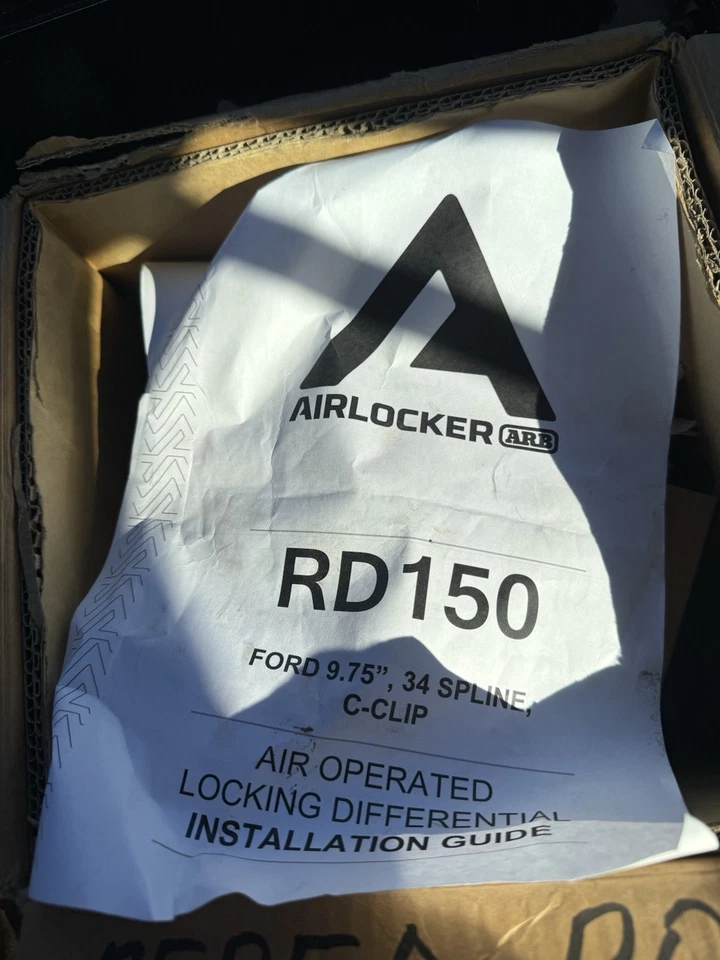 AIRLOCKER ARB
RD150
FORD 9.75”, 34 SPLINE,
C-CLIP
AIR OPERATED
LOCKING DIFFERENTIAL
INSTALLATION GUIDE